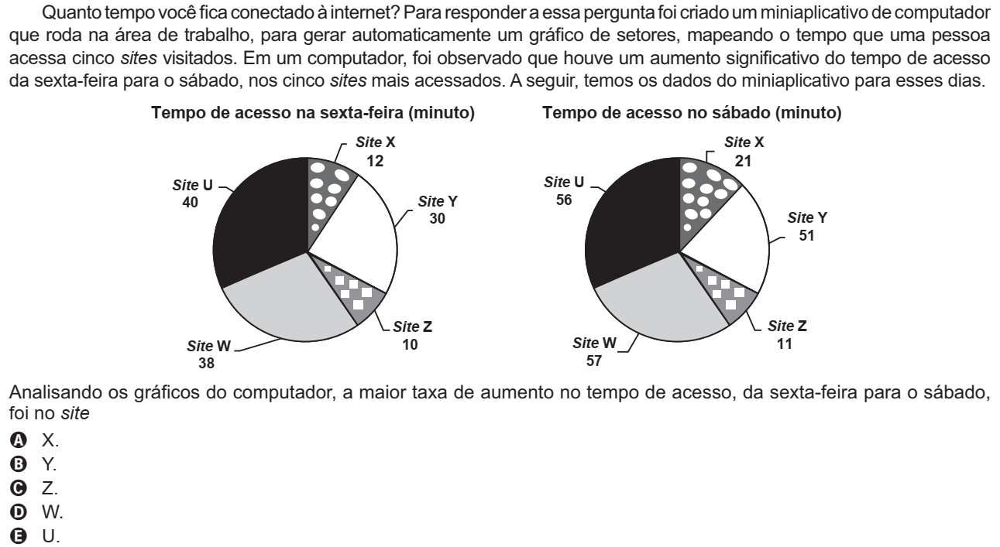 Quanto tempo você fica conectado à internet? Para responder a essa pergunta foi criado um miniaplicativo de computador
que roda na área de trabalho, para gerar automaticamente um gráfico de setores, mapeando o tempo que uma pessoa
acessa cinco sites visitados. Em um computador, foi observado que houve um aumento significativo do tempo de acesso
da sexta-feira para o sábado, nos cinco sites mais acessados. A seguir, temos os dados do miniaplicativo para esses dias.
Tempo de acesso na sexta-feira (minuto)
Site X
12
Site U
40
Site Y
30
Site Z
10
Site W
38
Tempo de acesso no sábado (minuto)
Site X
21
Site U
56
Site Y
51
Site Z
11
Site W
57
Analisando os gráficos do computador, a maior taxa de aumento no tempo de acesso, da sexta-feira para o sábado,
foi no site
A X.
B Y.
C Z.
D W.
E U.